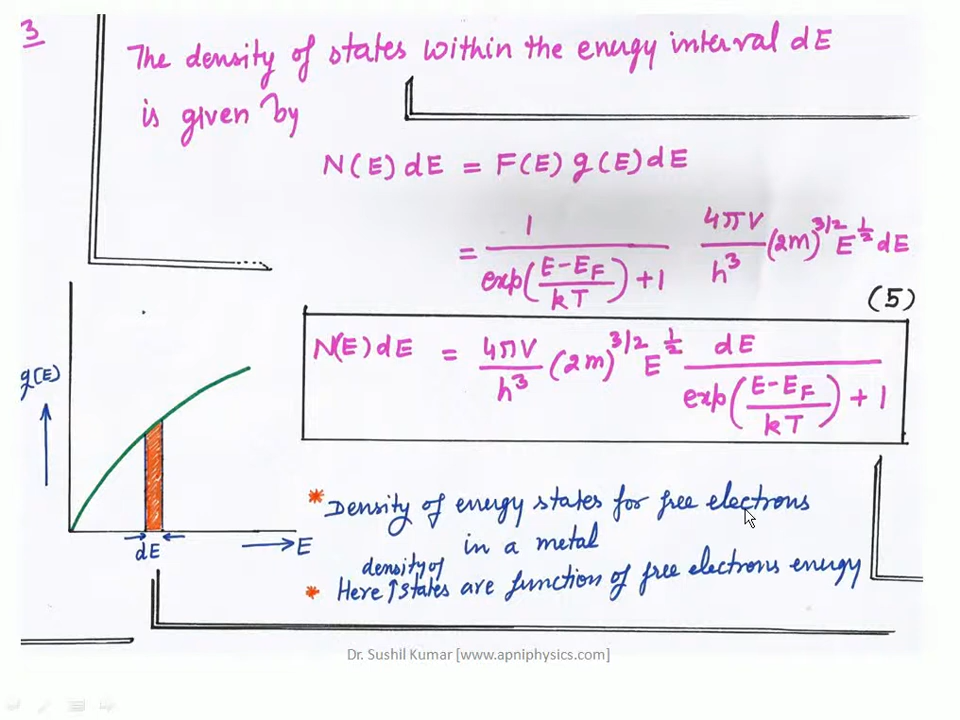 3
The density of states within the energy interval dE
is given by
N(E) dE = F(E) g(E) dE
= 1 / (exp((E-E_F)/kT) + 1) 4πV/h³ (2m)^3/2 E^1/2 dE
(5)
N(E) dE = 4πV/h³ (2m)^3/2 E^1/2 dE / (exp((E-E_F)/kT) + 1)
g(E)
dE
E
* Density of energy states for free electrons
in a metal
density of
* Here ↑ states are function of free electrons energy
Dr. Sushil Kumar [www.apniphysics.com]